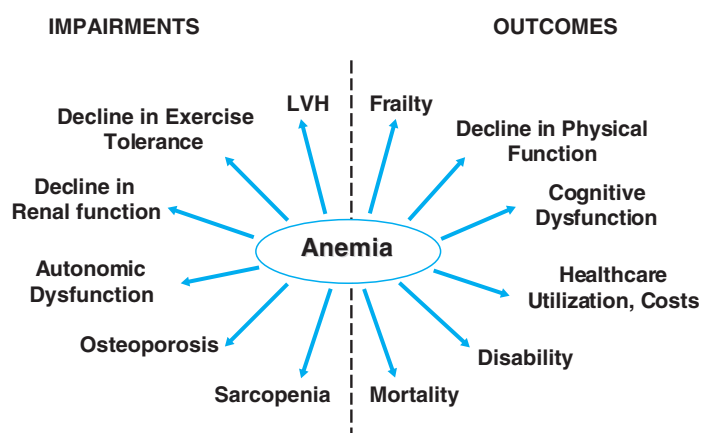 IMPAIRMENTS
OUTCOMES
LVH
Frailty
Decline in Exercise
Tolerance
Decline in Physical
Function
Decline in
Renal function
Cognitive
Dysfunction
Anemia
Autonomic
Dysfunction
Healthcare
Utilization, Costs
Osteoporosis
Disability
Sarcopenia
Mortality